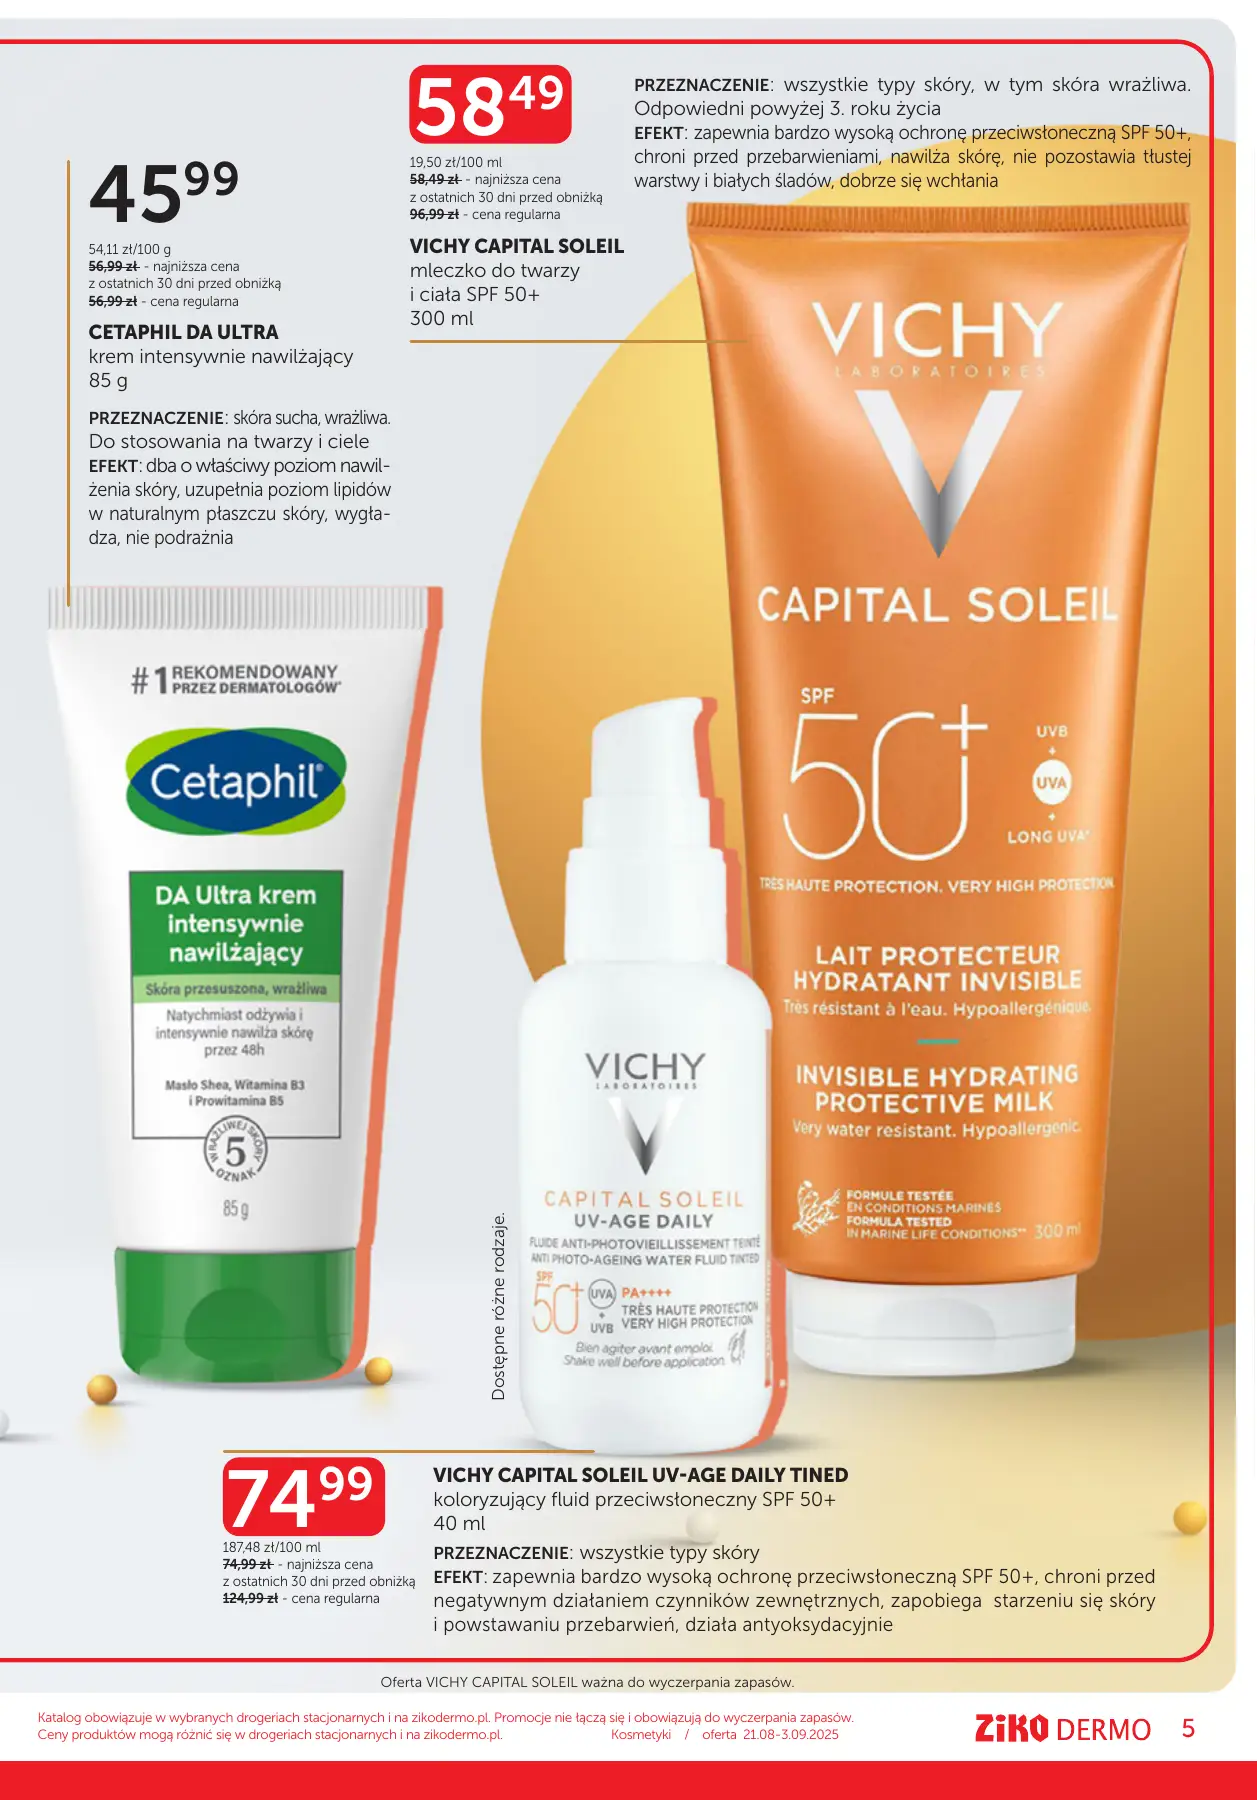 45⁹⁹
54,11 zł/100 g
56,99 zł - najniższa cena
z ostatnich 30 dni przed obniżką
56,99 zł - cena regularna
CETAPHIL DA ULTRA
krem intensywnie nawilżający
85 g
PRZEZNACZENIE: skóra sucha, wrażliwa.
Do stosowania na twarzy i ciele
EFEKT: dba o właściwy poziom nawil-
żenia skóry, uzupełnia poziom lipidów
w naturalnym płaszczu skóry, wygła-
dza, nie podrażnia
58⁴⁹
19,50 zł/100 ml
58,49 zł - najniższa cena
z ostatnich 30 dni przed obniżką
96,99 zł - cena regularna
VICHY CAPITAL SOLEIL
mleczko do twarzy
i ciała SPF 50+
300 ml
PRZEZNACZENIE: wszystkie typy skóry, w tym skóra wrażliwa.
Odpowiedni powyżej 3. roku życia
EFEKT: zapewnia bardzo wysoką ochronę przeciwsłoneczną SPF 50+,
chroni przed przebarwieniami, nawilża skórę, nie pozostawia tłustej
warstwy i białych śladów, dobrze się wchłania
#1 REKOMENDOWANY
PRZEZ DERMATOLOGÓW*
Cetaphil®
DA Ultra krem
intensywnie
nawilżający
Skóra przesuszona, wrażliwa
Natychmiast odżywia i
intensywnie nawilża skórę
przez 48h
Masło Shea, Witamina B3
i Prowitamina B5
5 OZNAK WRAŻLIWEJ SKÓRY
85g
VICHY
LABORATOIRES
CAPITAL SOLEIL
UV-AGE DAILY
FLUIDE ANTI-PHOTOVIEILLISSEMENT TEINTÉ
ANTI PHOTO-AGEING WATER FLUID TINTED
SPF
50+
UVA
+
UVB
PA++++
TRÈS HAUTE PROTECTION
VERY HIGH PROTECTION
Bien agiter avant emploi.
Shake well before application.
Dostępne różne rodzaje.
VICHY
LABORATOIRES
CAPITAL SOLEIL
SPF
50+
UVB
+
UVA
+
LONG UVA*
TRÈS HAUTE PROTECTION. VERY HIGH PROTECTION.
LAIT PROTECTEUR
HYDRATANT INVISIBLE
Très résistant à l'eau. Hypoallergénique.
INVISIBLE HYDRATING
PROTECTIVE MILK
Very water resistant. Hypoallergenic.
FORMULE TESTÉE
EN CONDITIONS MARINES
FORMULA TESTED
IN MARINE LIFE CONDITIONS**
300 ml
74⁹⁹
187,48 zł/100 ml
74,99 zł - najniższa cena
z ostatnich 30 dni przed obniżką
124,99 zł - cena regularna
VICHY CAPITAL SOLEIL UV-AGE DAILY TINED
koloryzujący fluid przeciwsłoneczny SPF 50+
40 ml
PRZEZNACZENIE: wszystkie typy skóry
EFEKT: zapewnia bardzo wysoką ochronę przeciwsłoneczną SPF 50+, chroni przed
negatywnym działaniem czynników zewnętrznych, zapobiega starzeniu się skóry
i powstawaniu przebarwień, działa antyoksydacyjnie
Oferta VICHY CAPITAL SOLEIL ważna do wyczerpania zapasów.
Katalog obowiązuje w wybranych drogeriach stacjonarnych i na zikodermo.pl. Promocje nie łączą się i obowiązują do wyczerpania zapasów.
Ceny produktów mogą różnić się w drogeriach stacjonarnych i na zikodermo.pl.
Kosmetyki / oferta 21.08-3.09.2025
ZIKO DERMO
5